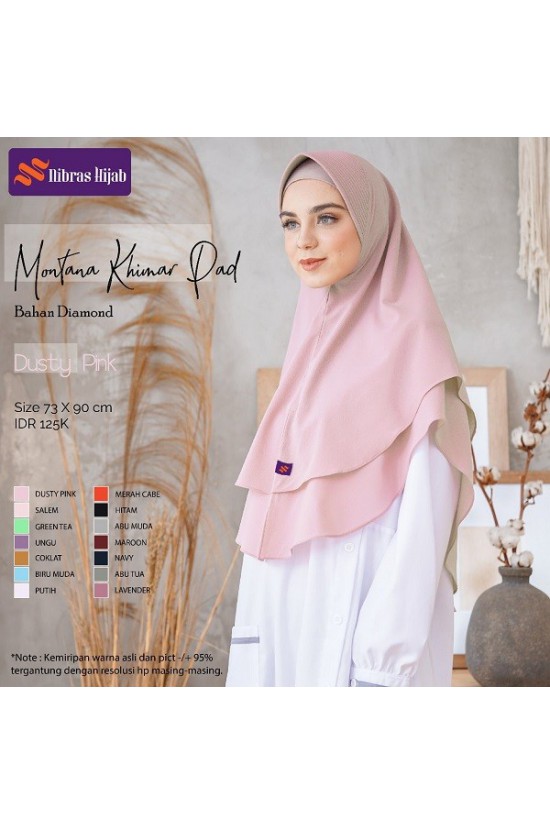 Nibras Hijab
Montana Khimar Pad
Bahan Diamond
Dusty Pink
Size 73 X 90 cm
IDR 125K
DUSTY PINK
SALEM
GREEN TEA
UNGU
COKLAT
BIRU MUDA
PUTIH
MERAH CABE
HITAM
ABU MUDA
MAROON
NAVY
ABU TUA
LAVENDER
*Note : Kemiripan warna asli dan pict -/+ 95%
tergantung dengan resolusi hp masing-masing.